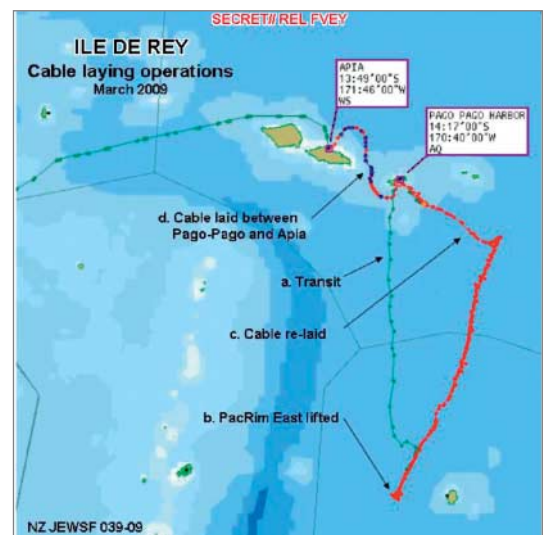 SECRET// REL FVEY
ILE DE REY
Cable laying operations
March 2009
APIA
13:49'00"S
171:46'00"W
WS
PAGO PAGO HARBOR
14:17'00"S
170:40'00"W
AQ
d. Cable laid between
Pago-Pago and Apia
a. Transit
c. Cable re-laid
b. PacRim East lifted
NZ JEWSF 039-09